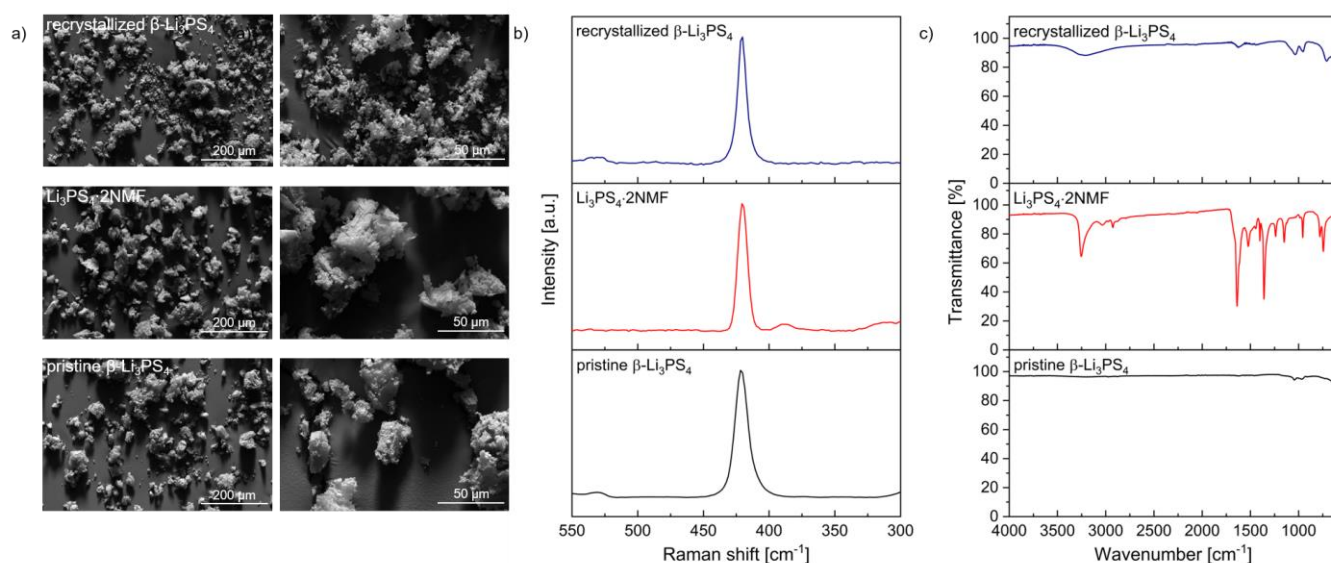 a)
recrystallized β-Li₃PS₄
200 µm
50 µm
Li₃PS₄·2NMF
200 µm
50 µm
pristine β-Li₃PS₄
200 µm
50 µm
b)
recrystallized β-Li₃PS₄
Li₃PS₄·2NMF
pristine β-Li₃PS₄
Intensity [a.u.]
550 500 450 400 350 300
Raman shift [cm⁻¹]
c)
recrystallized β-Li₃PS₄
100
80
60
40
20
0
Li₃PS₄·2NMF
100
80
60
40
20
0
pristine β-Li₃PS₄
100
80
60
40
20
0
Transmittance [%]
4000 3500 3000 2500 2000 1500 1000
Wavenumber [cm⁻¹]